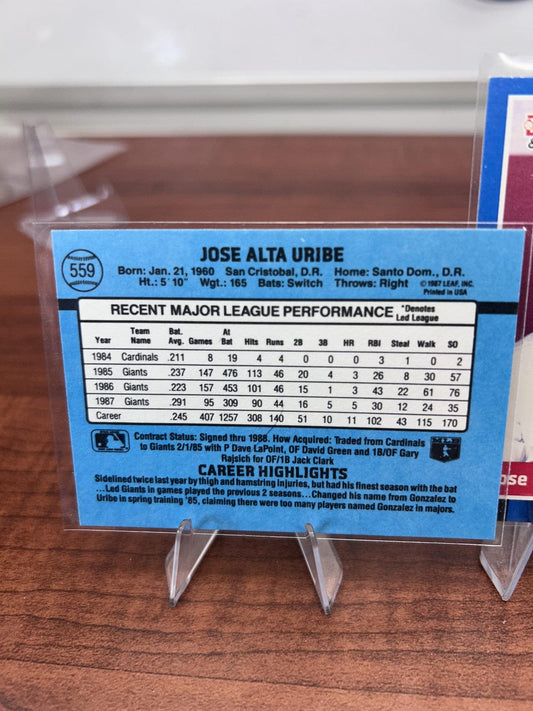 559
JOSE ALTA URIBE
Born: Jan. 21, 1960 San Cristobal, D.R. Home: Santo Dom., D.R.
Ht.: 5' 10" Wgt.: 165 Bats: Switch Throws: Right
© 1987 LEAF, INC.
Printed in USA
RECENT MAJOR LEAGUE PERFORMANCE
*Denotes
Led League
Year Team Name Bat. Avg. Games At Bat Hits Runs 2B 3B HR RBI Steal Walk SO
1984 Cardinals .211 8 19 4 4 0 0 0 3 1 0 2
1985 Giants .237 147 476 113 46 20 4 3 26 8 30 57
1986 Giants .223 157 453 101 46 15 1 3 43 22 61 76
1987 Giants .291 95 309 90 44 16 5 5 30 12 24 35
Career .245 407 1257 308 140 51 10 11 102 43 115 170
Contract Status: Signed thru 1988. How Acquired: Traded from Cardinals
to Giants 2/1/85 with P Dave LaPoint, OF David Green and 1B/OF Gary
Rajsich for OF/1B Jack Clark
CAREER HIGHLIGHTS
Sidelined twice last year by thigh and hamstring injuries, but had his finest season with the bat
...Led Giants in games played the previous 2 seasons...Changed his name from Gonzalez to
Uribe in spring training '85, claiming there were too many players named Gonzalez in majors.
ose